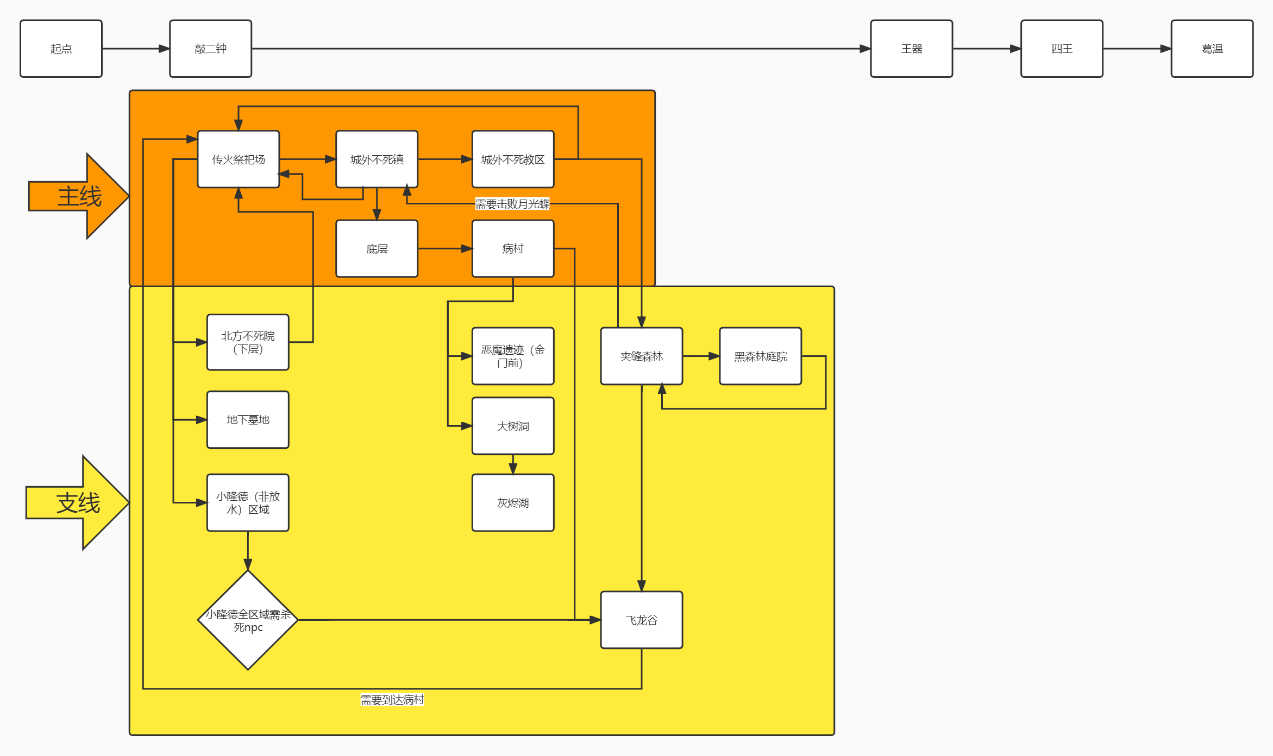 起点
敲二钟
王器
四王
葛温
主线
传火祭祀场
城外不死镇
城外不死教区
需要击败月光蝶
底层
病村
支线
北方不死院
(下层)
恶魔遗迹（金
门前）
夹缝森林
黑森林庭院
地下墓地
大树洞
小隆德（非放
水）区域
灰烬湖
小隆德全区域需杀
死npc
飞龙谷
需要到达病村